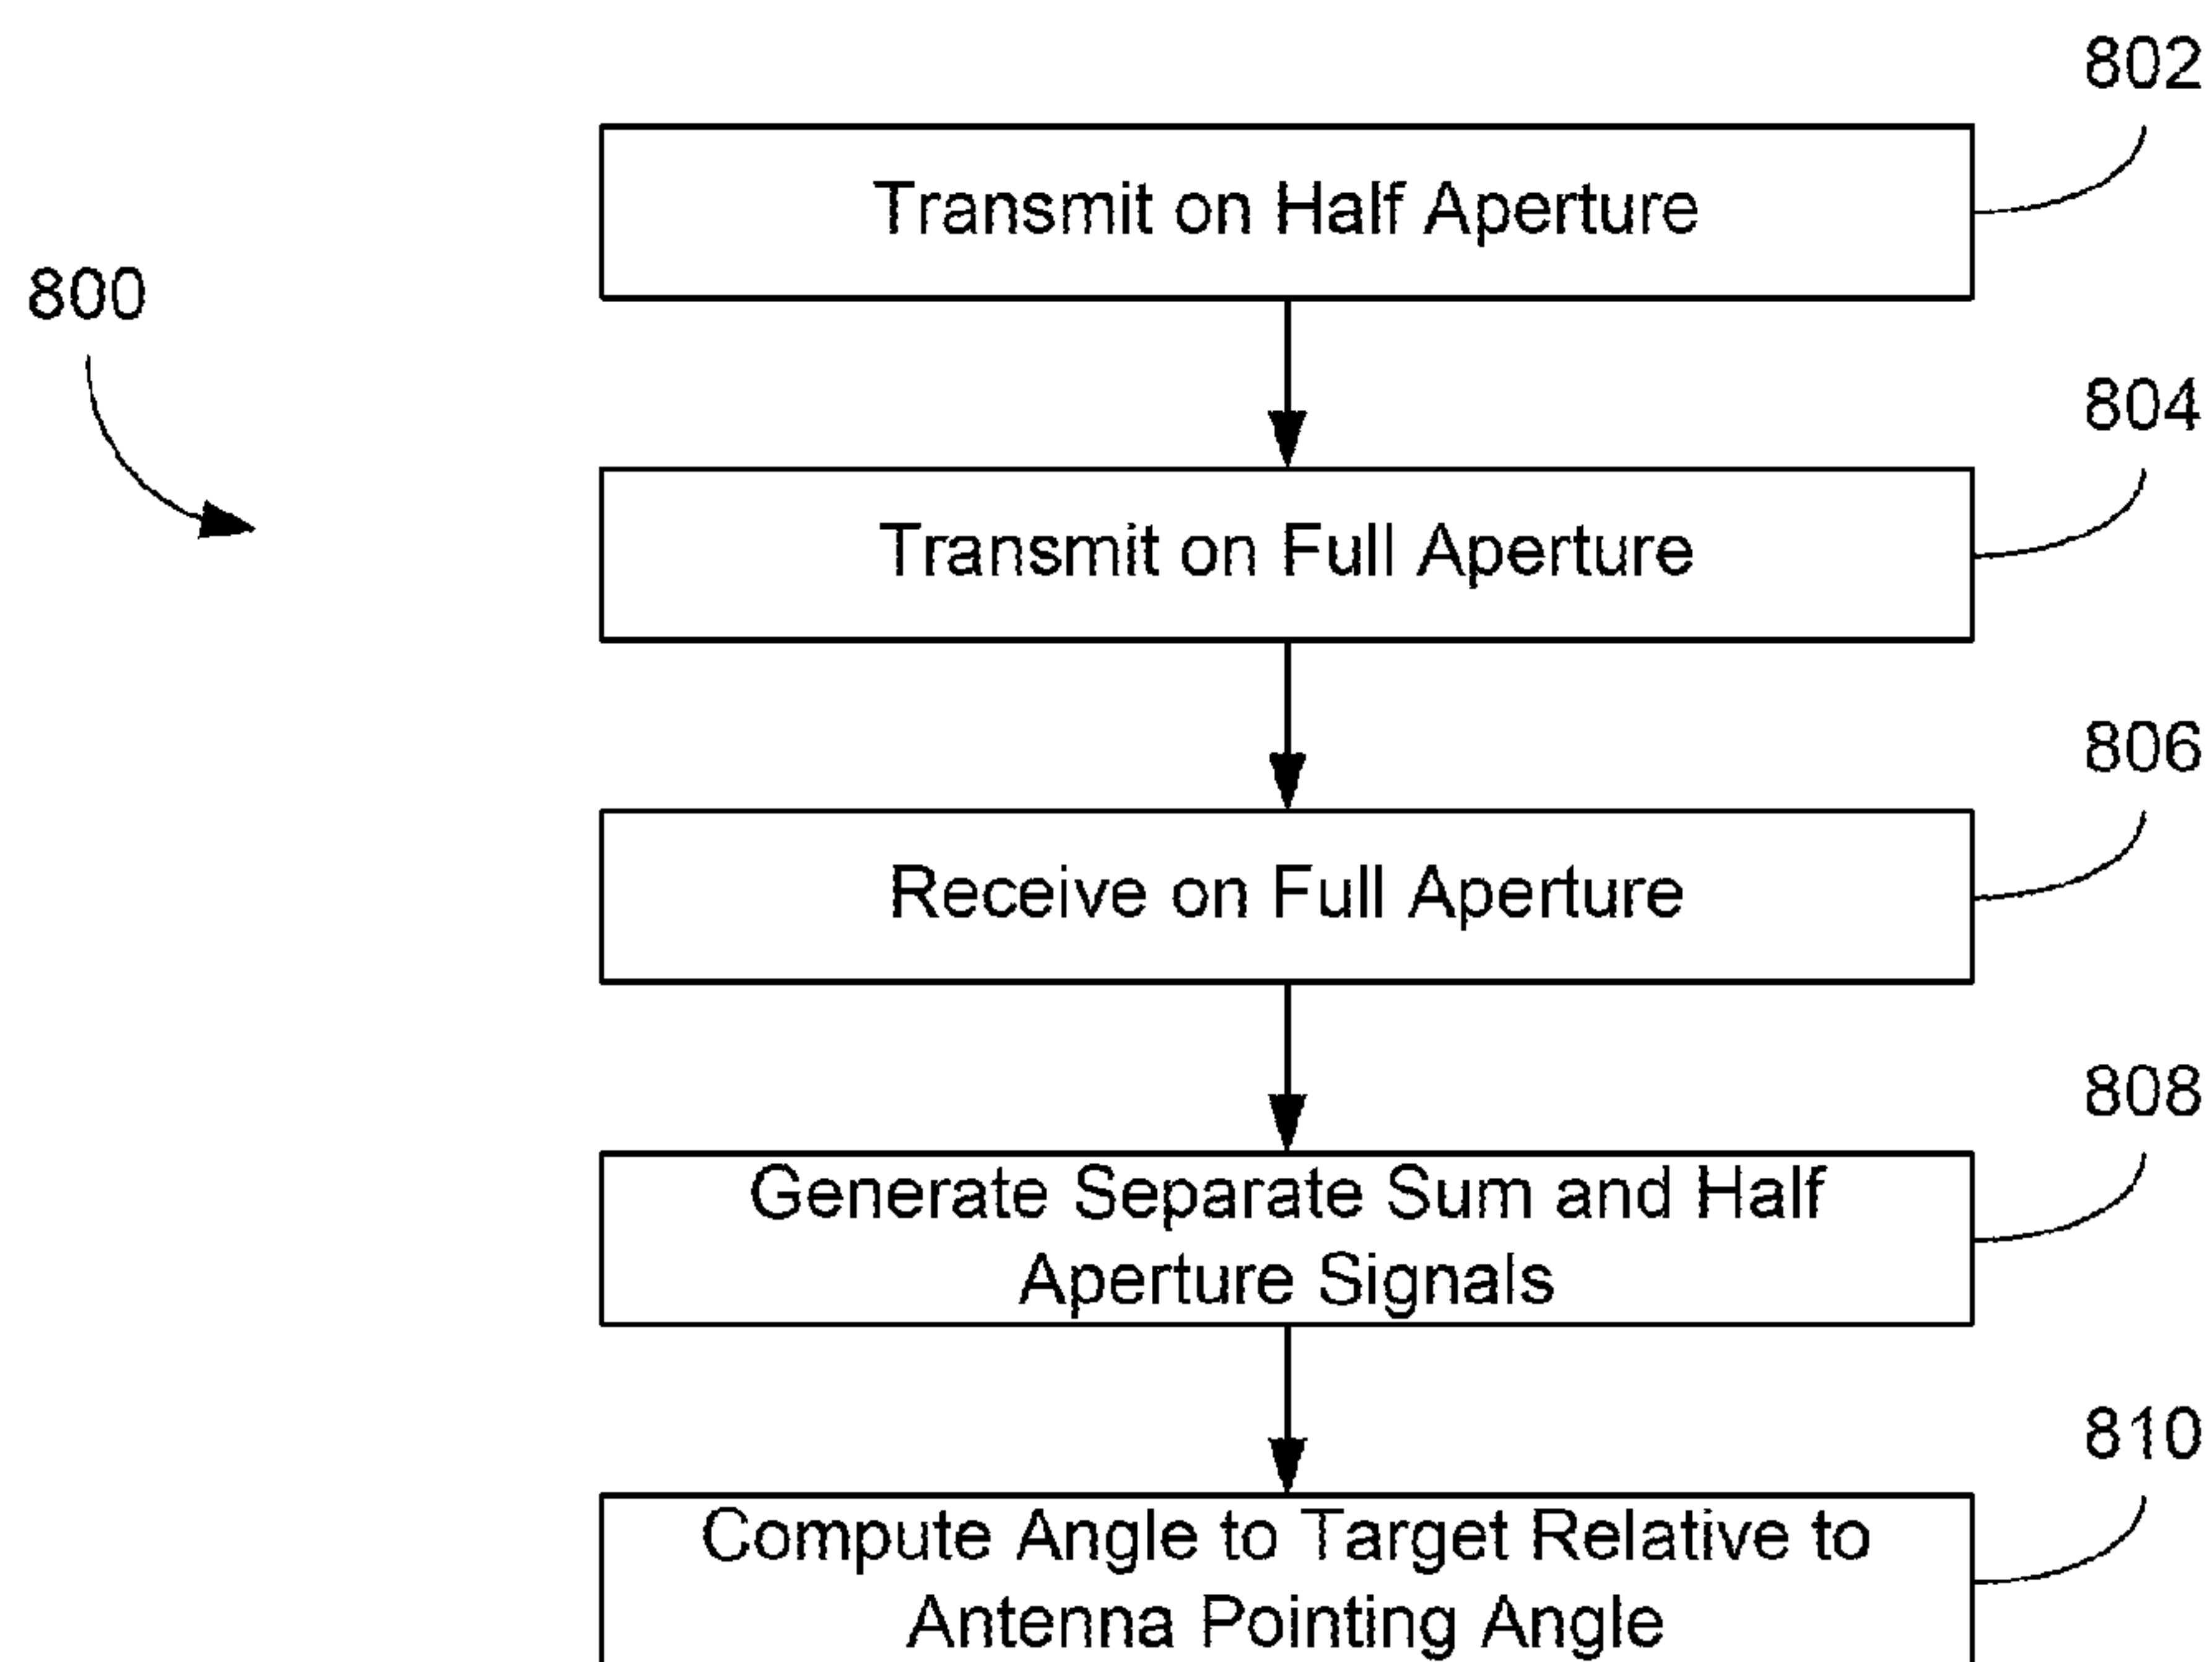 802
Transmit on Half Aperture
800
804
Transmit on Full Aperture
806
Receive on Full Aperture
808
Generate Separate Sum and Half
Aperture Signals
810
Compute Angle to Target Relative to
Antenna Pointing Angle